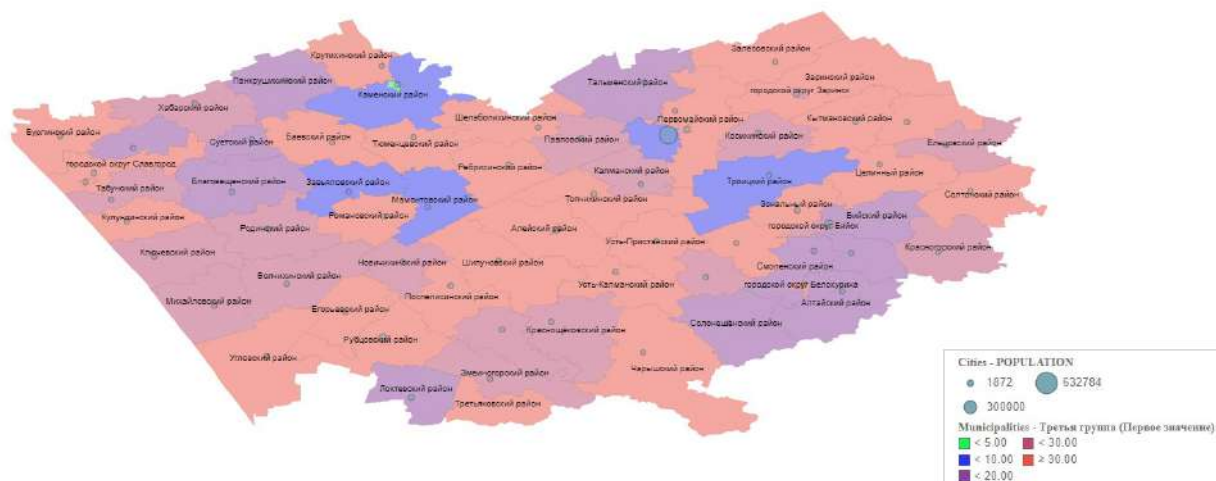 Залесовский район
Крутихинский район
Панкрушихинский район
Тальменский район
Заринский район
городской округ Заринск
Каменский район
Хабарский район
Шелаболихинский район
Первомайский район
Кытмановский район
Бурлинский район
Суетский район
Баевский район
Тюменцевский район
Павловский район
Косихинский район
Ельцовский район
городской округ Славгород
Ребрихинский район
Калманский район
Целинный район
Табунский район
Благовещенский район
Завьяловский район
Мамонтовский район
Топчихинский район
Троицкий район
Солтонский район
Кулундинский район
Романовский район
Зональный район
Бийский район
Родинский район
Алейский район
Усть-Пристанский район
городской округ Бийск
Красногорский район
Ключевский район
Новичихинский район
Шипуновский район
Смоленский район
Волчихинский район
Усть-Калманский район
городской округ Белокуриха
Михайловский район
Поспелихинский район
Алтайский район
Егорьевский район
Краснощековский район
Солонешенский район
Рубцовский район
Угловский район
Чарышский район
Змеиногорский район
Локтевский район
Третьяковский район
Cities - POPULATION
1872 632784
300000
Municipalities - Третья группа (Первое значение)
< 5.00 < 30.00
< 10.00 ≥ 30.00
< 20.00